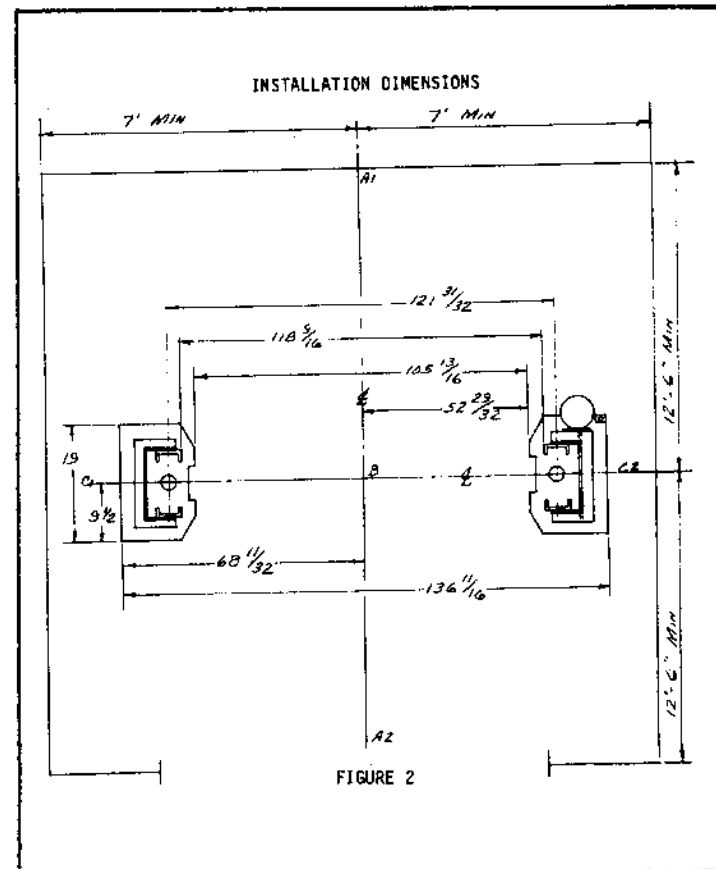 INSTALLATION DIMENSIONS
7' MIN
7' MIN
A1
121 31/32
118 9/16
105 13/16
52 29/32
℄
12'-6" MIN
19
C1
B
℄
C2
9 1/2
68 11/32
136 11/16
12'-6" MIN
A2
FIGURE 2